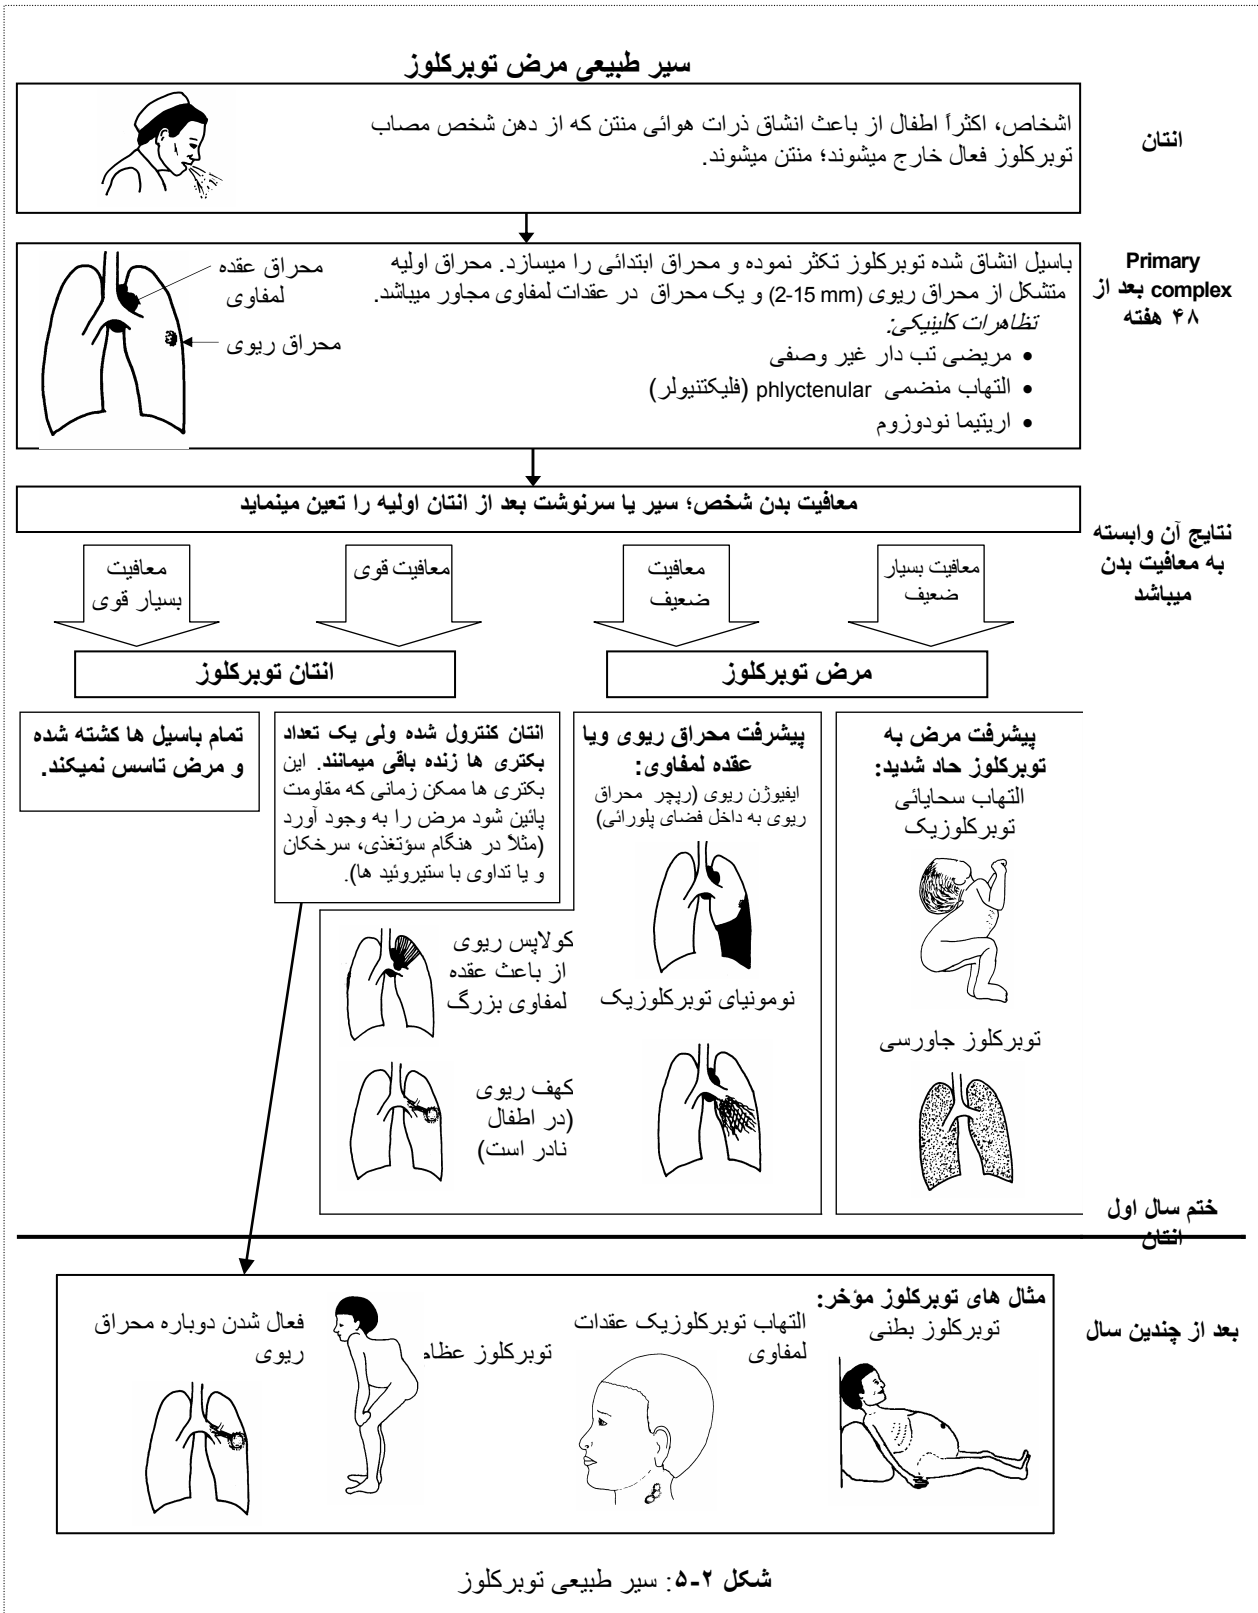 سیر طبیعی مرض توبرکلوز
انتان
اشخاص، اکثراً اطفال از باعث انشاق ذرات هوائی منتن که از دهن شخص مصاب
توبرکلوز فعال خارج میشوند؛ منتن میشوند.
Primary
complex بعد از
۴۸ هفته
باسیل انشاق شده توبرکلوز تکثر نموده و محراق ابتدائی را میسازد. محراق اولیه
متشکل از محراق ریوی (2-15 mm) و یک محراق در عقدات لمفاوی مجاور میباشد.
تظاهرات کلینیکی:
• مریضی تب دار غیر وصفی
• التهاب منضمی phlyctenular (فلیکتنیولر)
• اریتیما نودوزوم
محراق عقده
لمفاوی
محراق ریوی
معافیت بدن شخص؛ سیر یا سرنوشت بعد از انتان اولیه را تعین مینماید
نتایج آن وابسته
به معافیت بدن
میباشد
معافیت بسیار
ضعیف
معافیت
ضعیف
معافیت قوی
معافیت
بسیار قوی
مرض توبرکلوز
انتان توبرکلوز
پیشرفت مرض به
توبرکلوز حاد شدید:
التهاب سحایائی
توبرکلوزیک
توبرکلوز جاورسی
پیشرفت محراق ریوی ویا
عقده لمفاوی:
ایفیوژن ریوی (ریچر محراق
ریوی به داخل فضای پلورائی)
نومونیای توبرکلوزیک
کولاپس ریوی
از باعث عقده
لمفاوی بزرگ
کهف ریوی
(در اطفال
نادر است)
انتان کنترول شده ولی یک تعداد
بکتری ها زنده باقی میمانند. این
بکتری ها ممکن زمانی که مقاومت
پائین شود مرض را به وجود آورد
(مثلاً در هنگام سؤتغذی، سرخکان
و یا تداوی با ستیروئید ها).
تمام باسیل ها کشته شده
و مرض تاسس نمیکند.
ختم سال اول
انتان
بعد از چندین سال
مثال های توبرکلوز مؤخر:
توبرکلوز بطنی
التهاب توبرکلوزیک عقدات
لمفاوی
توبرکلوز عظام
فعال شدن دوباره محراق
ریوی
شکل ۲-۵: سیر طبیعی توبرکلوز